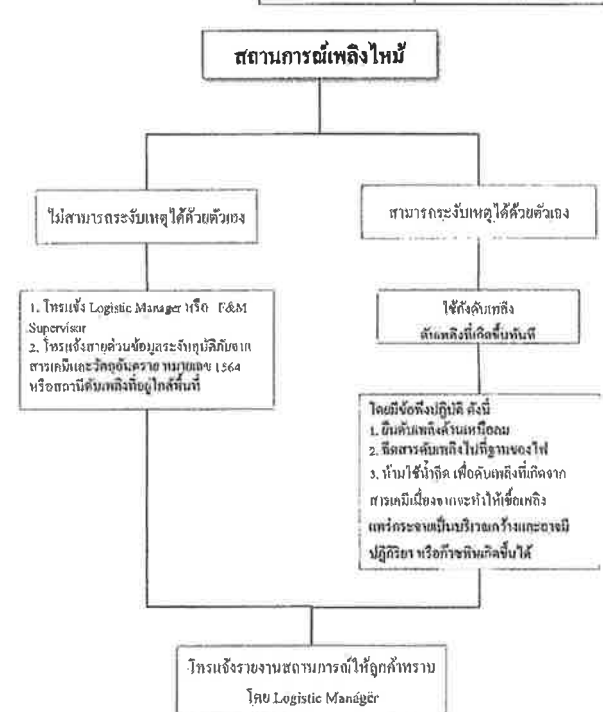 สถานการณ์เพลิงไหม้
ไม่สามารถระงับเหตุได้ด้วยตัวเอง
สามารถระงับเหตุได้ด้วยตัวเอง
1. โทรแจ้ง Logistic Manager หรือ F&M
Supervisor
2. โทรแจ้งสายด่วนข้อมูลระงับอุบัติภัยจาก
สารเคมีและวัตถุอันตราย หมายเลข 1564
หรือสถานีดับเพลิงที่อยู่ใกล้พื้นที่
ใช้ถังดับเพลิง
ดับเพลิงที่เกิดขึ้นทันที
โดยมีข้อพึงปฏิบัติ ดังนี้
1. ยืนดับเพลิงด้านเหนือลม
2. ฉีดสารดับเพลิงไปที่ฐานของไฟ
3. ห้ามใช้น้ำฉีด เพื่อดับเพลิงที่เกิดจาก
สารเคมีเนื่องจากจะทำให้เชื้อเพลิง
แพร่กระจายเป็นบริเวณกว้างและอาจมี
ปฏิกิริยา หรือก๊าซพิษเกิดขึ้นได้
โทรแจ้งรายงานสถานการณ์ให้ลูกค้าทราบ
โดย Logistic Manager